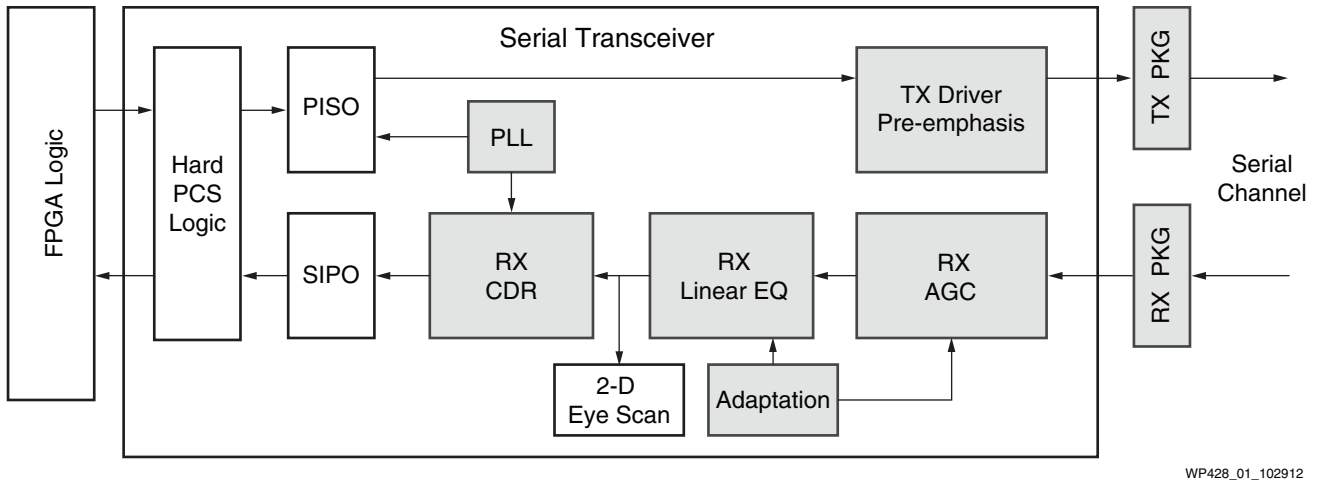 Serial Transceiver
FPGA Logic
Hard
PCS
Logic
PISO
PLL
TX Driver
Pre-emphasis
TX PKG
Serial
Channel
SIPO
RX
CDR
RX
Linear EQ
RX
AGC
RX PKG
2-D
Eye Scan
Adaptation
WP428_01_102912